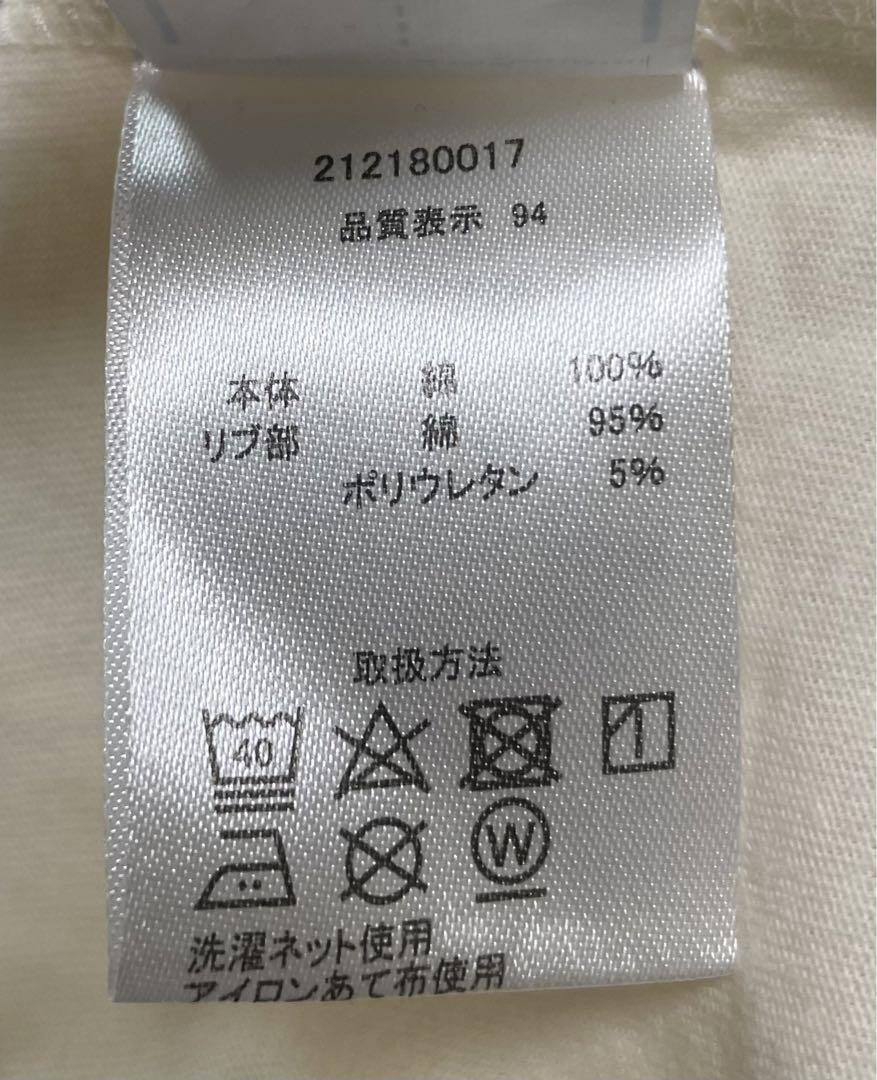 212180017
品質表示 94
本体 綿 100%
リブ部 綿 95%
ポリウレタン 5%
取扱方法
40
W
洗濯ネット使用
アイロンあて布使用